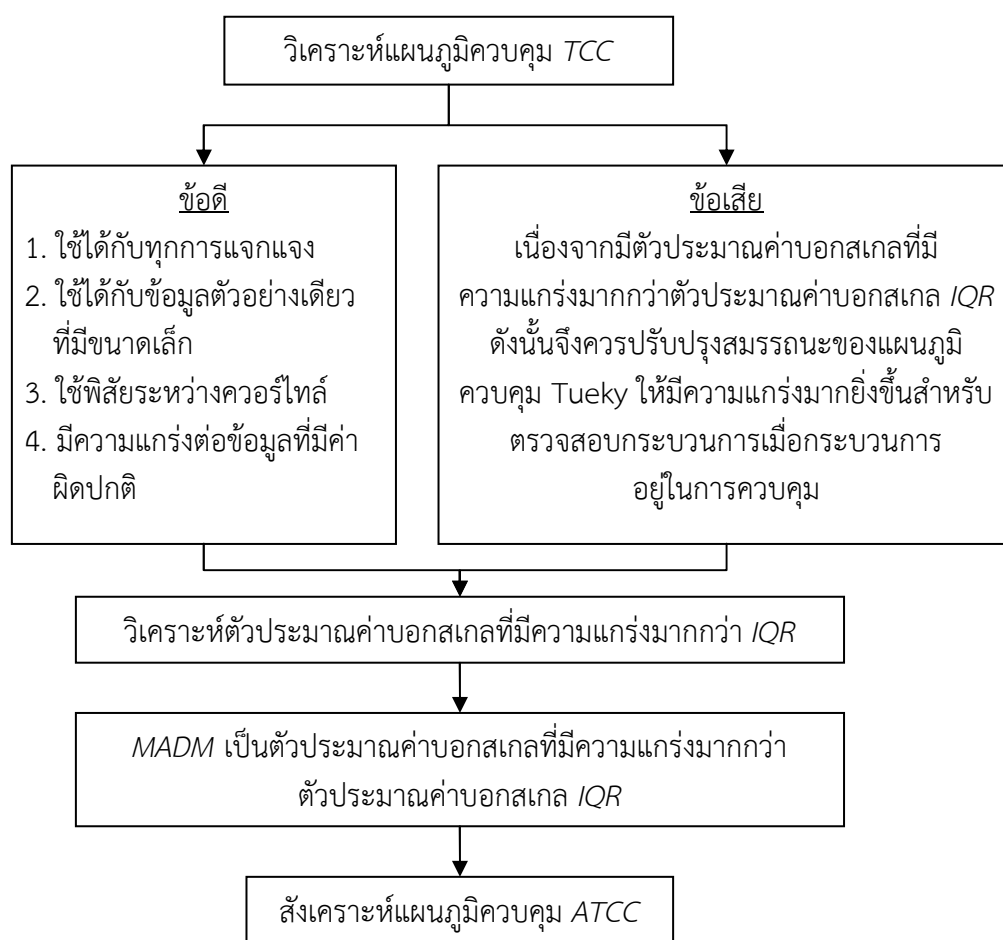 วิเคราะห์แผนภูมิควบคุม TCC
ข้อดี
1. ใช้ได้กับทุกการแจกแจง
2. ใช้ได้กับข้อมูลตัวอย่างเดียว
ที่มีขนาดเล็ก
3. ใช้พิสัยระหว่างควอร์ไทล์
4. มีความแกร่งต่อข้อมูลที่มีค่า
ผิดปกติ
ข้อเสีย
เนื่องจากมีตัวประมาณค่าบอกสเกลที่มี
ความแกร่งมากกว่าตัวประมาณค่าบอกสเกล IQR
ดังนั้นจึงควรปรับปรุงสมรรถนะของแผนภูมิ
ควบคุม Tueky ให้มีความแกร่งมากยิ่งขึ้นสำหรับ
ตรวจสอบกระบวนการเมื่อกระบวนการ
อยู่ในการควบคุม
วิเคราะห์ตัวประมาณค่าบอกสเกลที่มีความแกร่งมากกว่า IQR
MADM เป็นตัวประมาณค่าบอกสเกลที่มีความแกร่งมากกว่า
ตัวประมาณค่าบอกสเกล IQR
สังเคราะห์แผนภูมิควบคุม ATCC